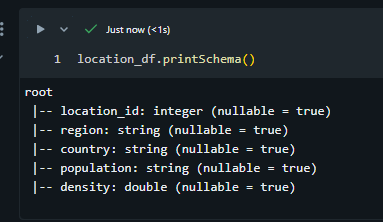 Just now (<1s)
1 location_df.printSchema()
root
|-- location_id: integer (nullable = true)
|-- region: string (nullable = true)
|-- country: string (nullable = true)
|-- population: string (nullable = true)
|-- density: double (nullable = true)